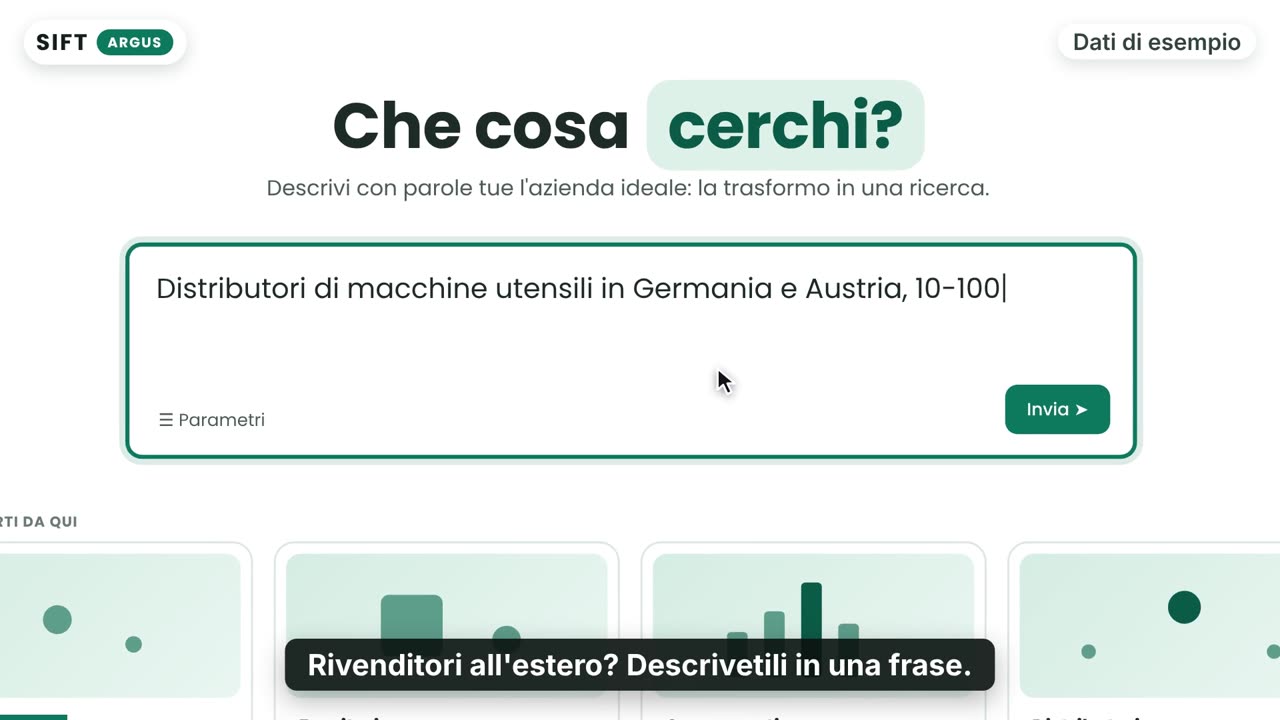 SIFT ARGUS
Dati di esempio
Che cosa cerchi?
Descrivi con parole tue l'azienda ideale: la trasformo in una ricerca.
Distributori di macchine utensili in Germania e Austria, 10-100
☰ Parametri
Invia ➤
RTI DA QUI
Rivenditori all'estero? Descrivetili in una frase.